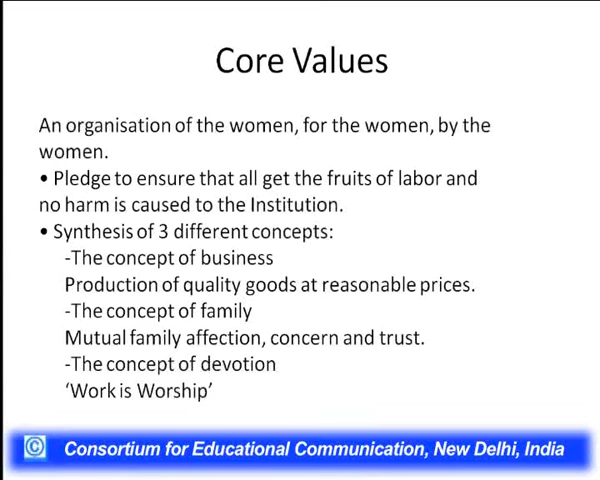 Core Values
An organisation of the women, for the women, by the
women.
• Pledge to ensure that all get the fruits of labor and
no harm is caused to the Institution.
• Synthesis of 3 different concepts:
-The concept of business
Production of quality goods at reasonable prices.
-The concept of family
Mutual family affection, concern and trust.
-The concept of devotion
‘Work is Worship’
© Consortium for Educational Communication, New Delhi, India